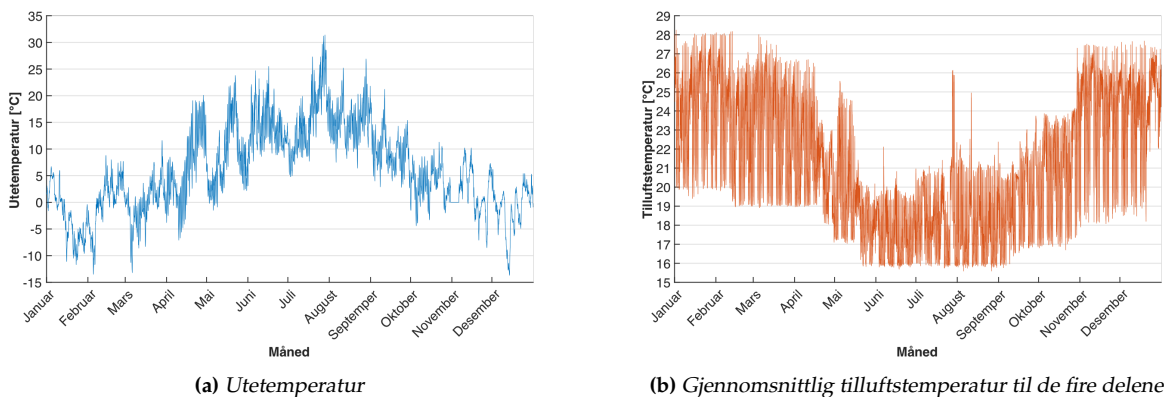 35
30
25
20
15
10
5
0
-5
-10
-15
Utetemperatur [°C]
Januar
Februar
Mars
April
Mai
Juni
Juli
August
September
Oktober
November
Desember
Måned
(a) Utetemperatur
29
28
27
26
25
24
23
22
21
20
19
18
17
16
15
Tilluftstemperatur [°C]
Januar
Februar
Mars
April
Mai
Juni
Juli
August
Septemper
Oktober
November
Desember
Måned
(b) Gjennomsnittlig tilluftstemperatur til de fire delene